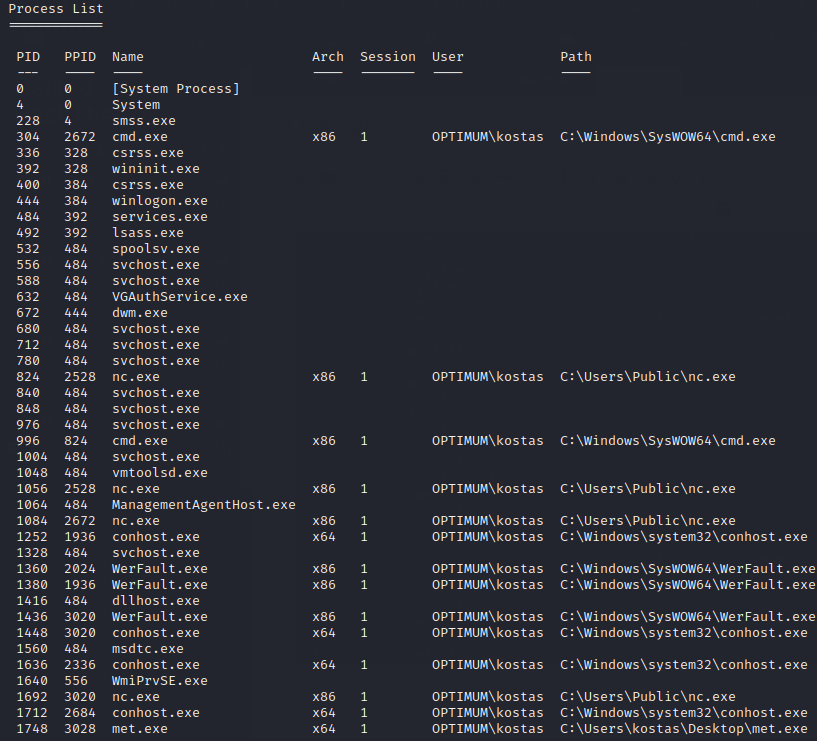 Process List
============
PID PPID Name Arch Session User Path
--- ---- ---- ---- ------- ---- ----
0 0 [System Process]
4 0 System
228 4 smss.exe
304 2672 cmd.exe x86 1 OPTIMUM\kostas C:\Windows\SysWOW64\cmd.exe
336 328 csrss.exe
392 328 wininit.exe
400 384 csrss.exe
444 384 winlogon.exe
484 392 services.exe
492 392 lsass.exe
532 484 spoolsv.exe
556 484 svchost.exe
588 484 svchost.exe
632 484 VGAuthService.exe
672 444 dwm.exe
680 484 svchost.exe
712 484 svchost.exe
780 484 svchost.exe
824 2528 nc.exe x86 1 OPTIMUM\kostas C:\Users\Public\nc.exe
840 484 svchost.exe
848 484 svchost.exe
976 484 svchost.exe
996 824 cmd.exe x86 1 OPTIMUM\kostas C:\Windows\SysWOW64\cmd.exe
1004 484 svchost.exe
1048 484 vmtoolsd.exe
1056 2528 nc.exe x86 1 OPTIMUM\kostas C:\Users\Public\nc.exe
1064 484 ManagementAgentHost.exe
1084 2672 nc.exe x86 1 OPTIMUM\kostas C:\Users\Public\nc.exe
1252 1936 conhost.exe x64 1 OPTIMUM\kostas C:\Windows\system32\conhost.exe
1328 484 svchost.exe
1360 2024 WerFault.exe x86 1 OPTIMUM\kostas C:\Windows\SysWOW64\WerFault.exe
1380 1936 WerFault.exe x86 1 OPTIMUM\kostas C:\Windows\SysWOW64\WerFault.exe
1416 484 dllhost.exe
1436 3020 WerFault.exe x86 1 OPTIMUM\kostas C:\Windows\SysWOW64\WerFault.exe
1448 3020 conhost.exe x64 1 OPTIMUM\kostas C:\Windows\system32\conhost.exe
1560 484 msdtc.exe
1636 2336 conhost.exe x64 1 OPTIMUM\kostas C:\Windows\system32\conhost.exe
1640 556 WmiPrvSE.exe
1692 3020 nc.exe x86 1 OPTIMUM\kostas C:\Users\Public\nc.exe
1712 2684 conhost.exe x64 1 OPTIMUM\kostas C:\Windows\system32\conhost.exe
1748 3028 met.exe x64 1 OPTIMUM\kostas C:\Users\kostas\Desktop\met.exe